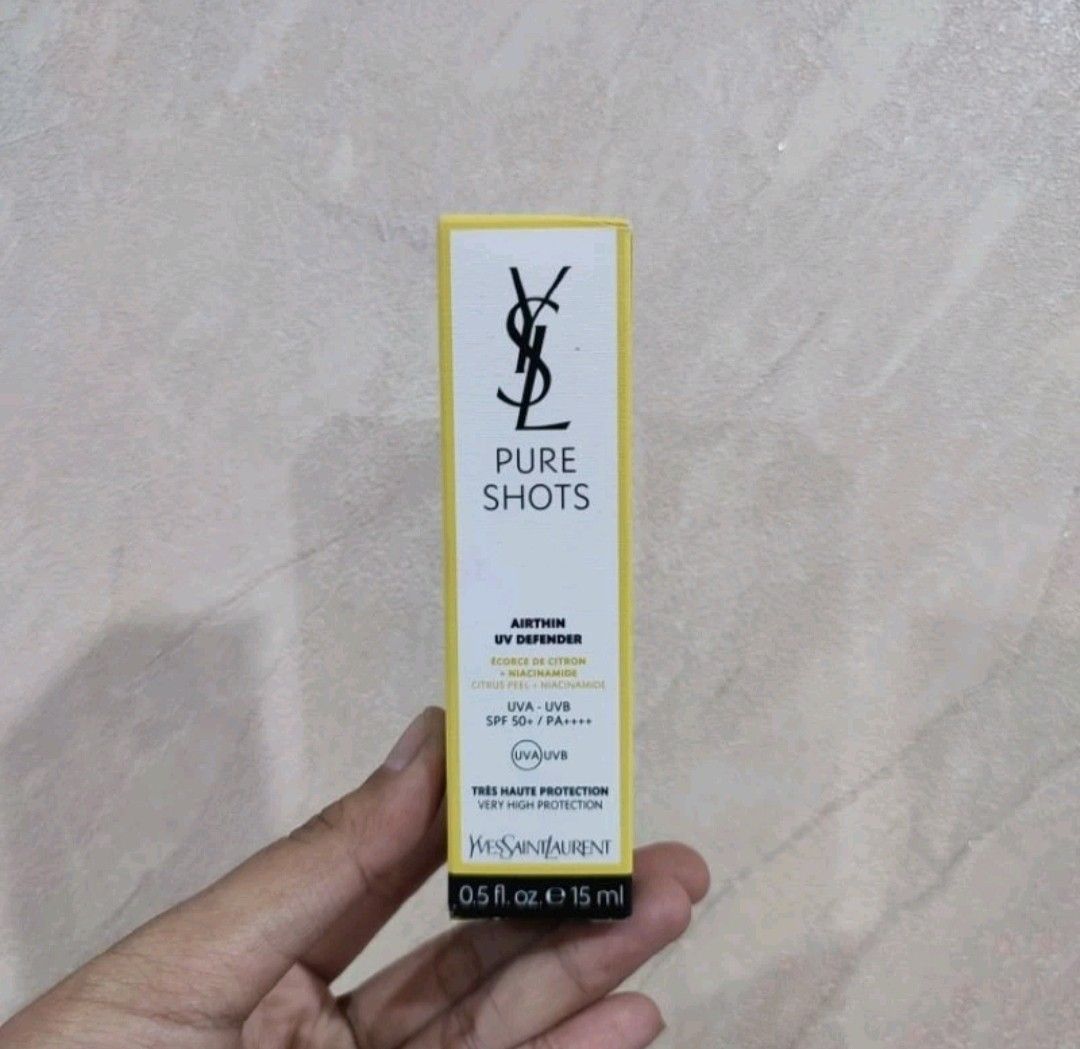 YSL
PURE
SHOTS
AIRTHIN
UV DEFENDER
ÉCORCE DE CITRON
+ NIACINAMIDE
CITRUS PEEL + NIACINAMIDE
UVA - UVB
SPF 50+ / PA++++
UVA UVB
TRÈS HAUTE PROTECTION
VERY HIGH PROTECTION
YVESSAINTLAURENT
0.5 fl. oz. ℮ 15 ml